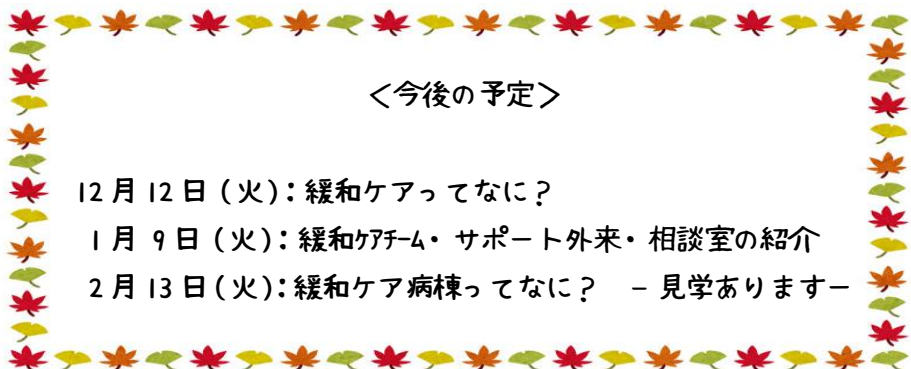 <今後の予定>
12月12日(火):緩和ケアってなに?
1月 9日(火):緩和ケアチーム・サポート外来・相談室の紹介
2月13日(火):緩和ケア病棟ってなに? －見学ありますー